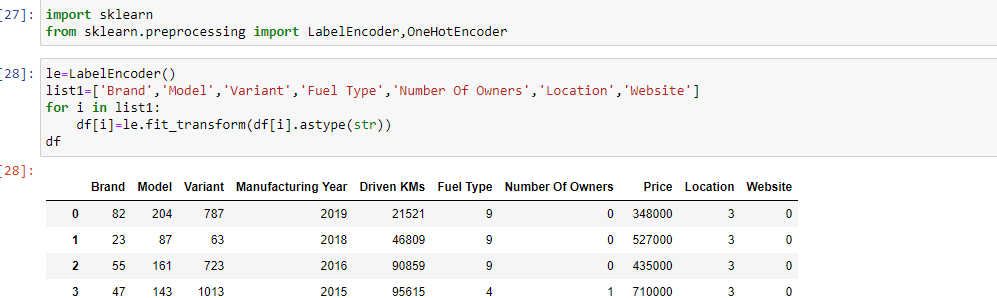 [27]: import sklearn
from sklearn.preprocessing import LabelEncoder,OneHotEncoder
[28]: le=LabelEncoder()
list1=['Brand','Model','Variant','Fuel Type','Number Of Owners','Location','Website']
for i in list1:
    df[i]=le.fit_transform(df[i].astype(str))
df
[28]:
Brand Model Variant Manufacturing Year Driven KMs Fuel Type Number Of Owners Price Location Website
0 82 204 787 2019 21521 9 0 348000 3 0
1 23 87 63 2018 46809 9 0 527000 3 0
2 55 161 723 2016 90859 9 0 435000 3 0
3 47 143 1013 2015 95615 4 1 710000 3 0